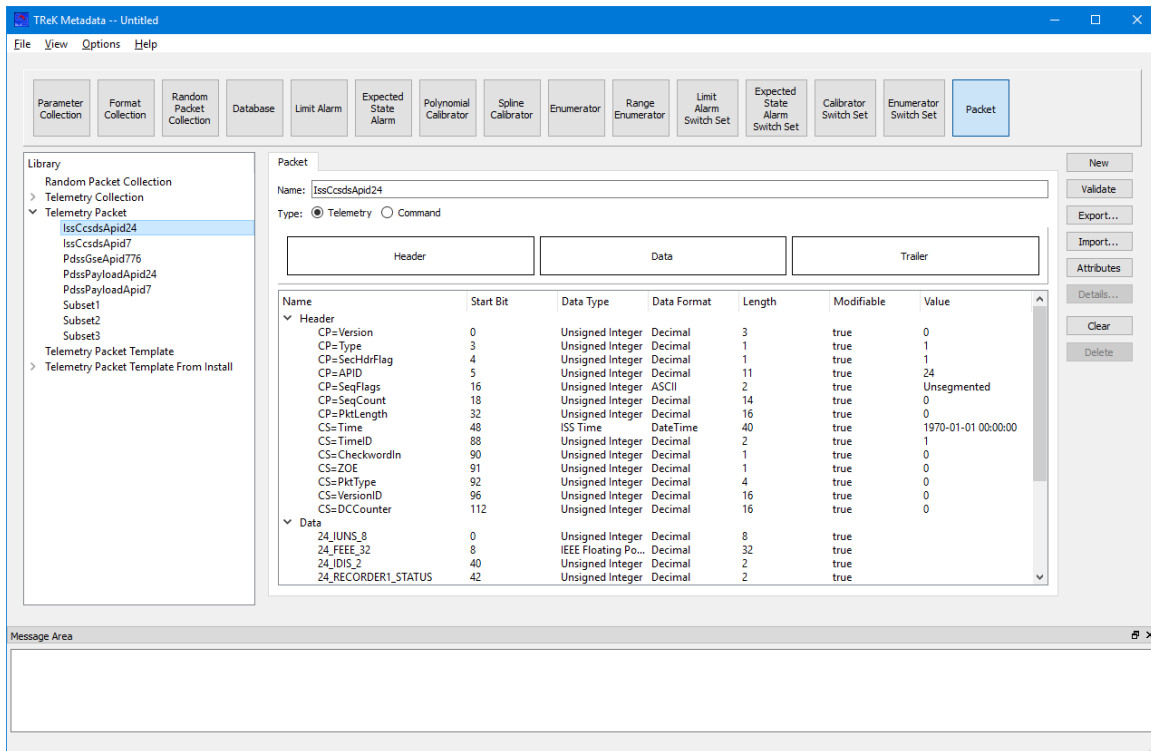 TReK Metadata -- Untitled
File View Options Help
Parameter Collection
Format Collection
Random Packet Collection
Database
Limit Alarm
Expected State Alarm
Polynomial Calibrator
Spline Calibrator
Enumerator
Range Enumerator
Limit Alarm Switch Set
Expected State Alarm Switch Set
Calibrator Switch Set
Enumerator Switch Set
Packet
Library
Random Packet Collection
Telemetry Collection
Telemetry Packet
IssCcsdsApid24
IssCcsdsApid7
PdssGseApid776
PdssPayloadApid24
PdssPayloadApid7
Subset1
Subset2
Subset3
Telemetry Packet Template
Telemetry Packet Template From Install
Packet
Name: IssCcsdsApid24
Type: Telemetry Command
Header Data Trailer
Name Start Bit Data Type Data Format Length Modifiable Value
Header
CP=Version 0 Unsigned Integer Decimal 3 true 0
CP=Type 3 Unsigned Integer Decimal 1 true 1
CP=SecHdrFlag 4 Unsigned Integer Decimal 1 true 1
CP=APID 5 Unsigned Integer Decimal 11 true 24
CP=SeqFlags 16 Unsigned Integer ASCII 2 true Unsegmented
CP=SeqCount 18 Unsigned Integer Decimal 14 true 0
CP=PktLength 32 Unsigned Integer Decimal 16 true 0
CS=Time 48 ISS Time DateTime 40 true 1970-01-01 00:00:00
CS=TimeID 88 Unsigned Integer Decimal 2 true 1
CS=CheckwordIn 90 Unsigned Integer Decimal 1 true 0
CS=ZOE 91 Unsigned Integer Decimal 1 true 0
CS=PktType 92 Unsigned Integer Decimal 4 true 0
CS=VersionID 96 Unsigned Integer Decimal 16 true 0
CS=DCCounter 112 Unsigned Integer Decimal 16 true 0
Data
24_IUNS_8 0 Unsigned Integer Decimal 8 true
24_FEEE_32 8 IEEE Floating Po... Decimal 32 true
24_IDIS_2 40 Unsigned Integer Decimal 2 true
24_RECORDER1_STATUS 42 Unsigned Integer Decimal 2 true
New
Validate
Export...
Import...
Attributes
Details...
Clear
Delete
Message Area